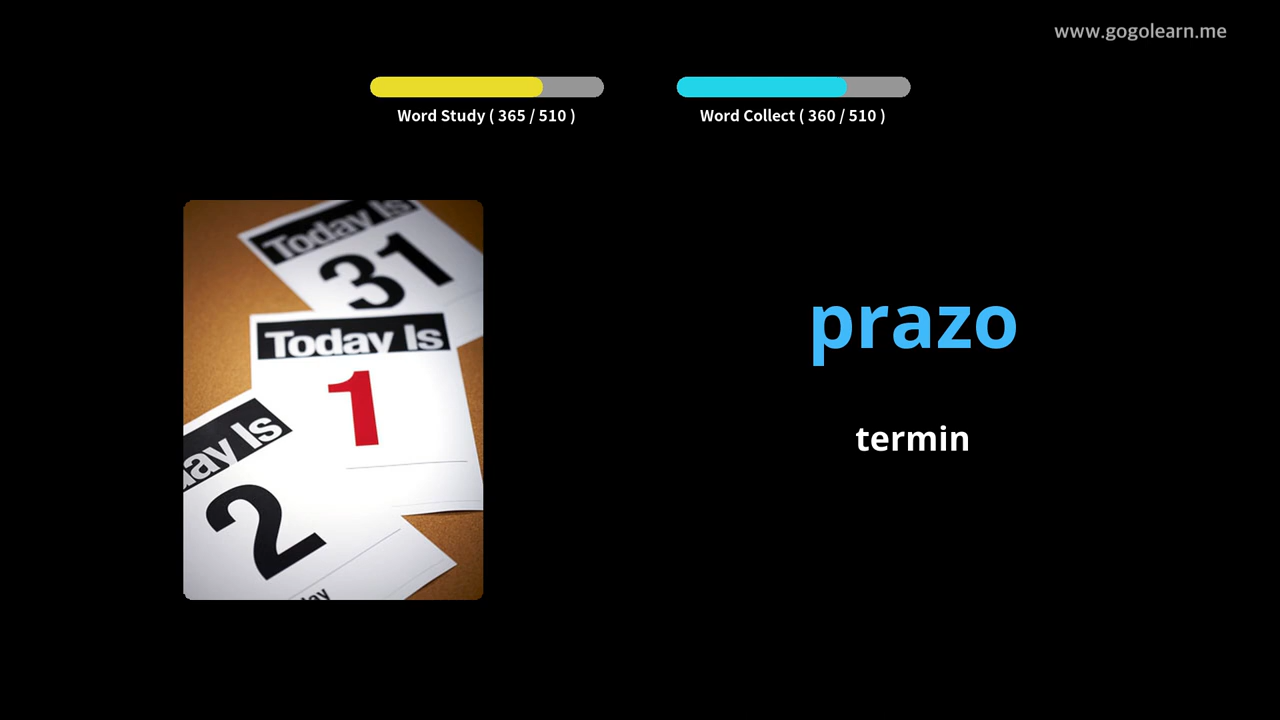 www.gogolearn.me
Word Study ( 365 / 510 )
Word Collect ( 360 / 510 )
Today Is
31
Today Is
1
ay Is
2
prazo
termin